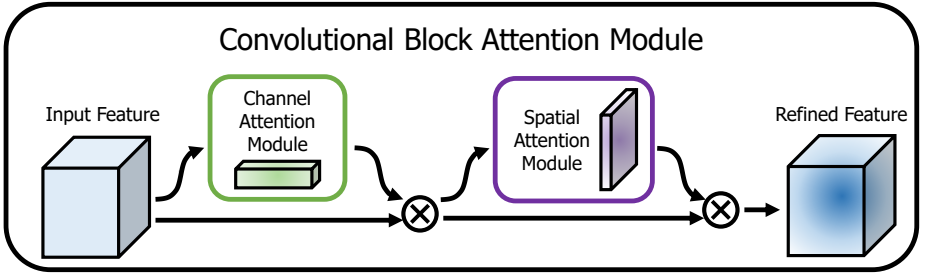 Convolutional Block Attention Module
Input Feature
Channel
Attention
Module
Spatial
Attention
Module
Refined Feature